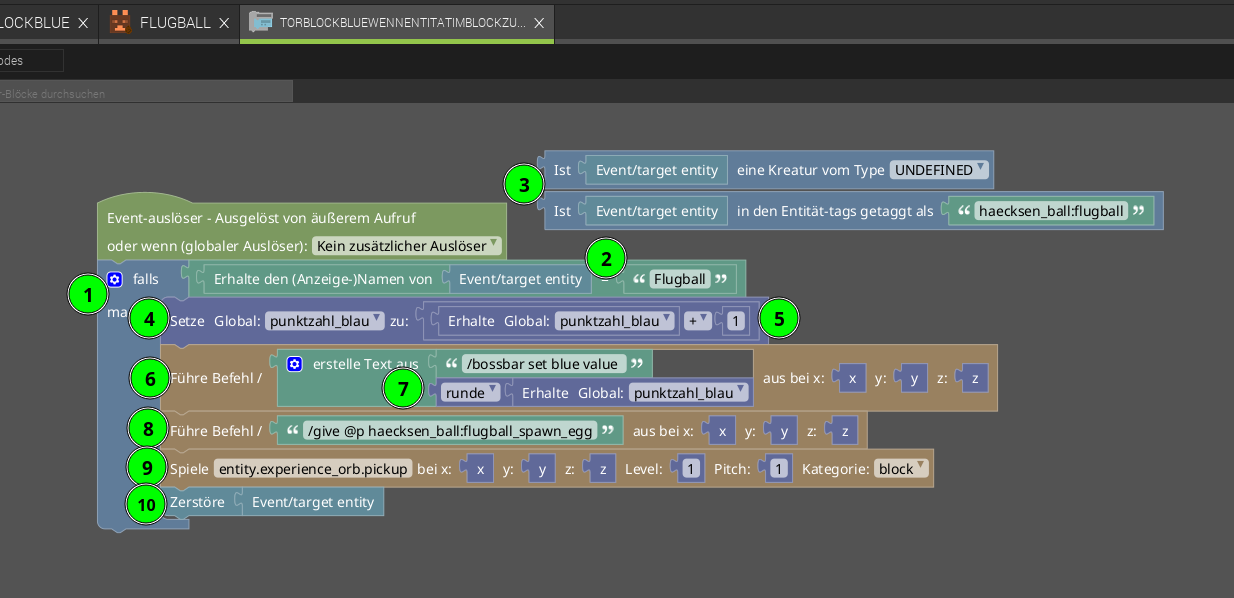 LOCKBLUE × FLUGBALL × TORBLOCKBLUEWENNENTITATIMBLOCKZU... ×
odes
r-Blöcke durchsuchen
Ist Event/target entity eine Kreatur vom Type UNDEFINED
3
Ist Event/target entity in den Entität-tags getaggt als “ haecksen_ball:flugball ”
Event-auslöser - Ausgelöst von äußerem Aufruf
oder wenn (globaler Auslöser): Kein zusätzlicher Auslöser
2
1 falls Erhalte den (Anzeige-)Namen von Event/target entity = “ Flugball ”
ma
4 Setze Global: punktzahl_blau zu: Erhalte Global: punktzahl_blau + 1 5
erstelle Text aus “ /bossbar set blue value ”
6 Führe Befehl / aus bei x: x y: y z: z
7 runde Erhalte Global: punktzahl_blau
8 Führe Befehl / “ /give @p haecksen_ball:flugball_spawn_egg ” aus bei x: x y: y z: z
9 Spiele entity.experience_orb.pickup bei x: x y: y z: z Level: 1 Pitch: 1 Kategorie: block
10 Zerstöre Event/target entity